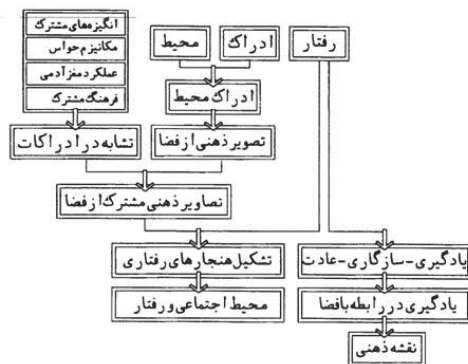 انگیزه‌های مشترک
مکانیزم حواس
عملکرد مغز آدمی
فرهنگ مشترک
رفتار
ادراک
محیط
ادراک محیط
تصویر ذهنی از فضا
تشابه در ادراکات
تصاویر ذهنی مشترک از فضا
یادگیری-سازگاری-عادت
تشکیل هنجارهای رفتاری
یادگیری در رابطه با فضا
محیط اجتماعی و رفتار
نقشه ذهنی